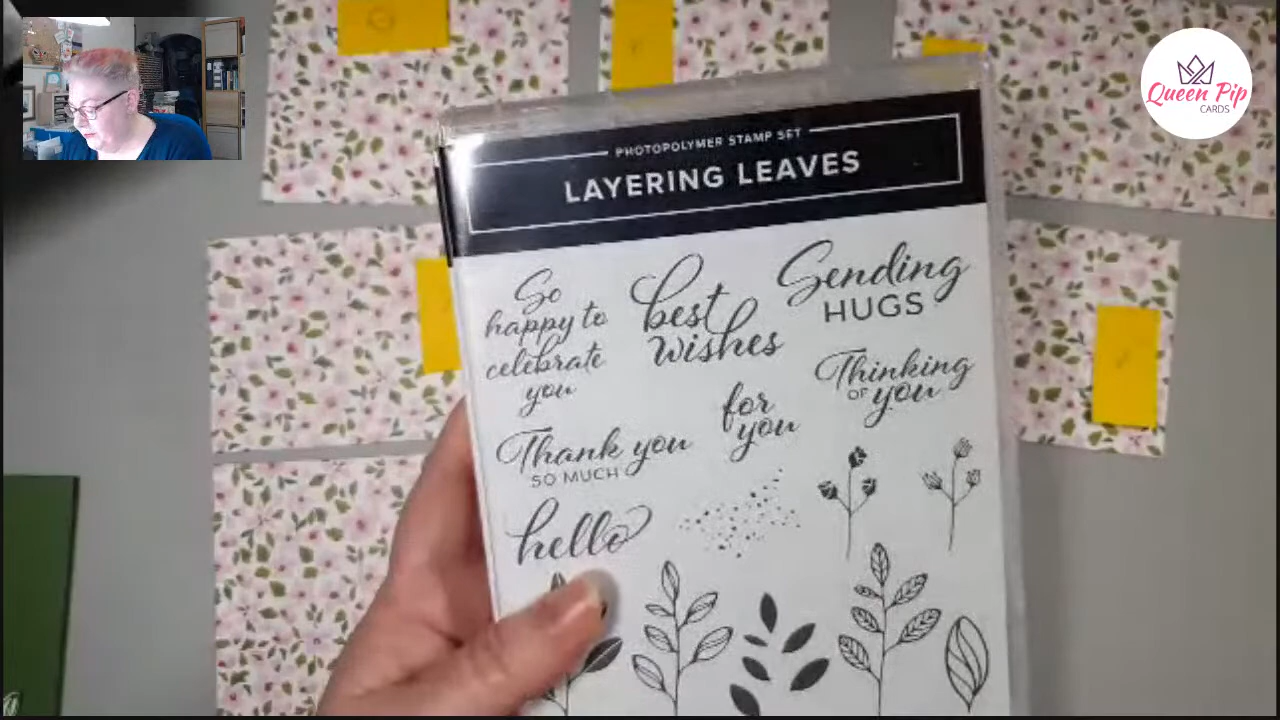 Queen Pip
CARDS
PHOTOPOLYMER STAMP SET
LAYERING LEAVES
So
happy to
celebrate
you
best
wishes
Sending
HUGS
Thinking
OF you
for
you
Thank you
SO MUCH
hello